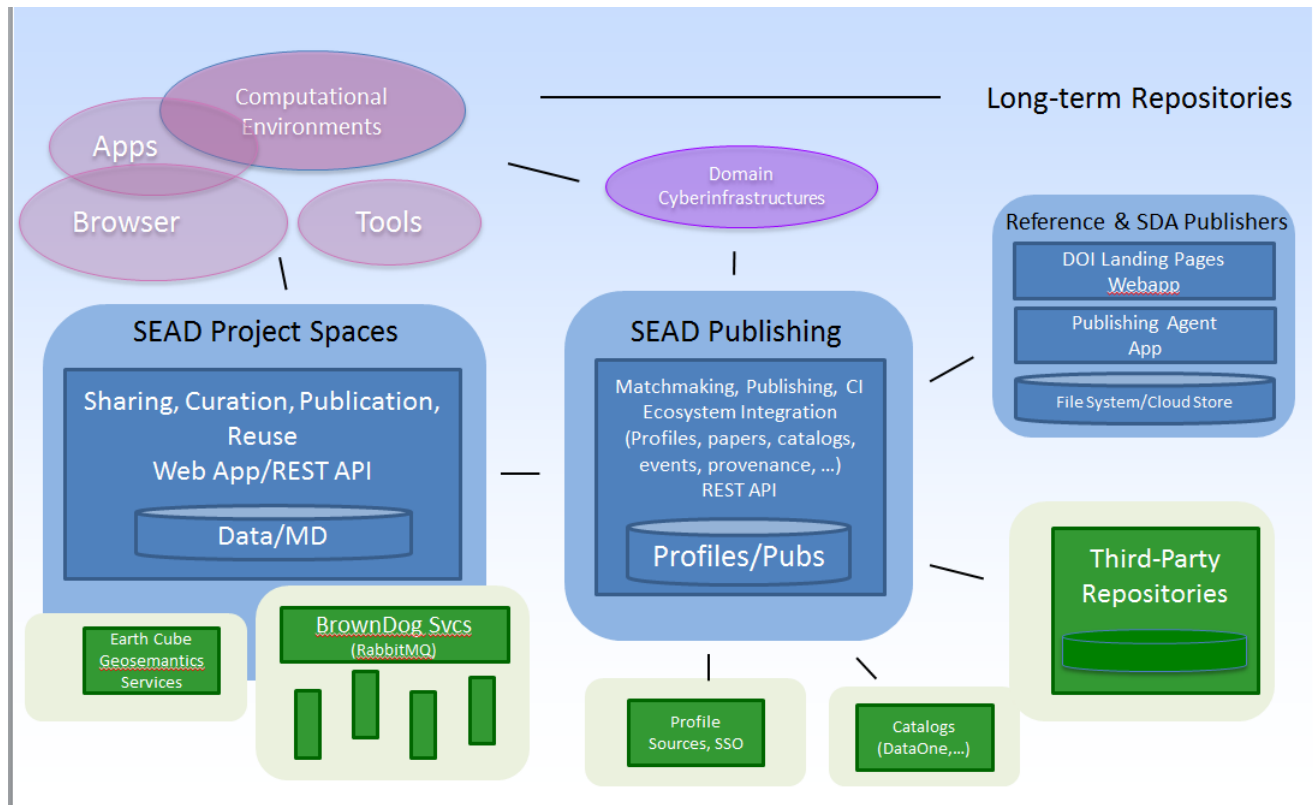 Computational
Environments
Apps
Browser
Tools
Domain
Cyberinfrastructures
Long-term Repositories
Reference & SDA Publishers
DOI Landing Pages
Webapp
Publishing Agent
App
File System/Cloud Store
SEAD Project Spaces
Sharing, Curation, Publication,
Reuse
Web App/REST API
Data/MD
SEAD Publishing
Matchmaking, Publishing, CI
Ecosystem Integration
(Profiles, papers, catalogs,
events, provenance, …)
REST API
Profiles/Pubs
Third-Party
Repositories
Earth Cube
Geosemantics
Services
BrownDog Svcs
(RabbitMQ)
Profile
Sources, SSO
Catalogs
(DataOne,…)